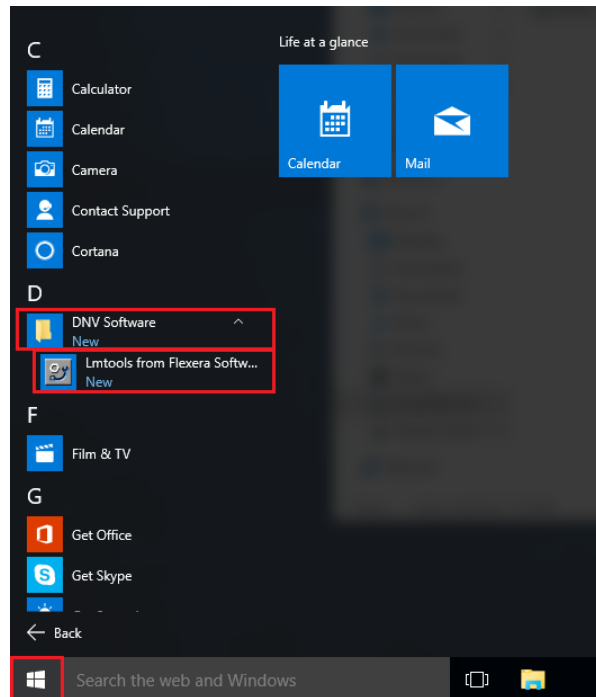 C
Life at a glance
Calculator
Calendar
Camera
Contact Support
Cortana
Calendar
Mail
D
DNV Software
New
Lmtools from Flexera Softw...
New
F
Film & TV
G
Get Office
Get Skype
Back
Search the web and Windows